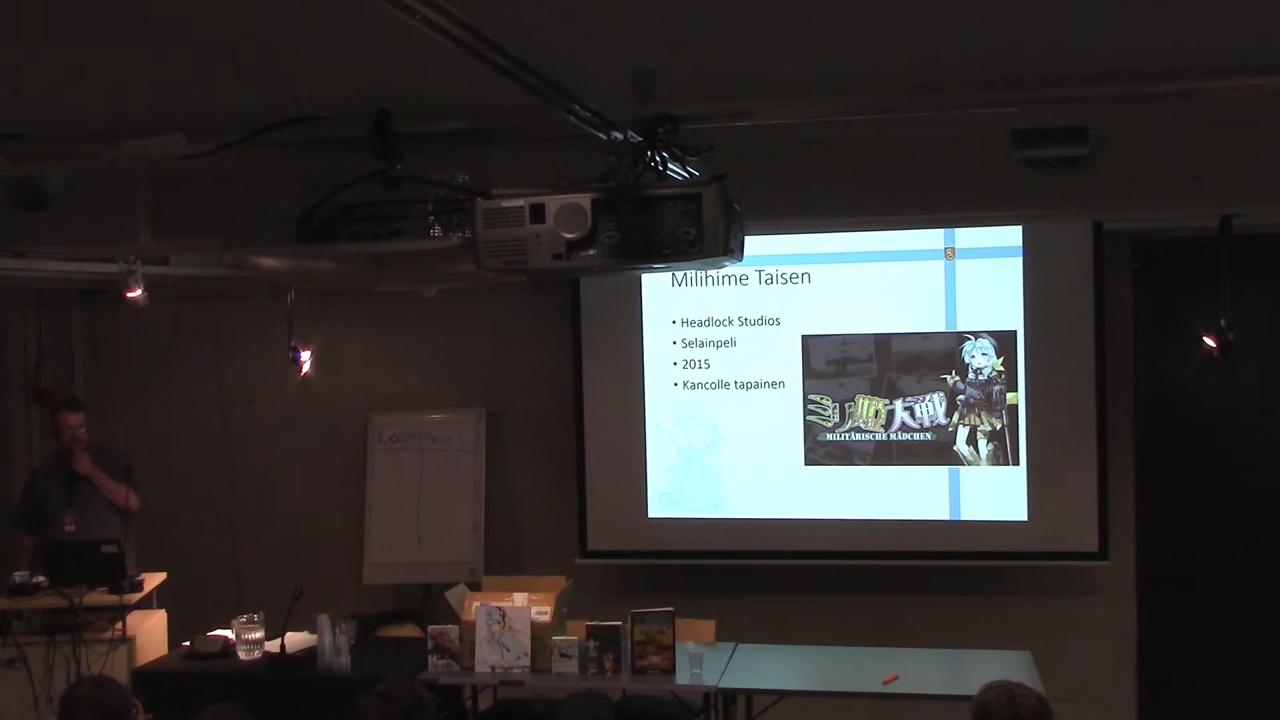 Milihime Taisen
• Headlock Studios
• Selainpeli
• 2015
• Kancolle tapainen
ミリ姫大戦
MILITÄRISCHE MÄDCHEN